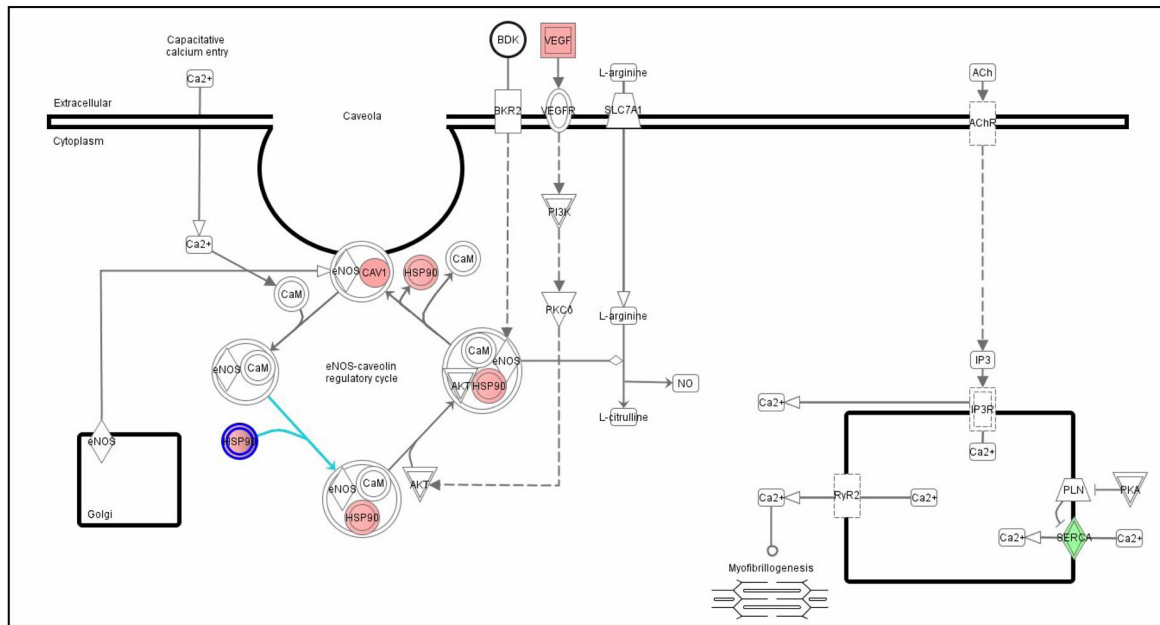 Capacitative
calcium entry
BDK
VEGF
Ca2+
L-arginine
ACh
Extracellular
Caveola
BKR2
VEGFR
SLC7A1
AChR
Cytoplasm
PI3K
Ca2+
eNOS
CAV1
HSP90
CaM
CaM
PKCδ
L-arginine
CaM
eNOS
IP3
eNOS
CaM
eNOS-caveolin
regulatory cycle
AKT
HSP90
NO
Ca2+
IP3R
L-citrulline
eNOS
HSP90
Ca2+
eNOS
CaM
AKT
PLN
PKA
Ca2+
RyR2
Ca2+
Golgi
HSP90
Ca2+
SERCA
Ca2+
Myofibrillogenesis